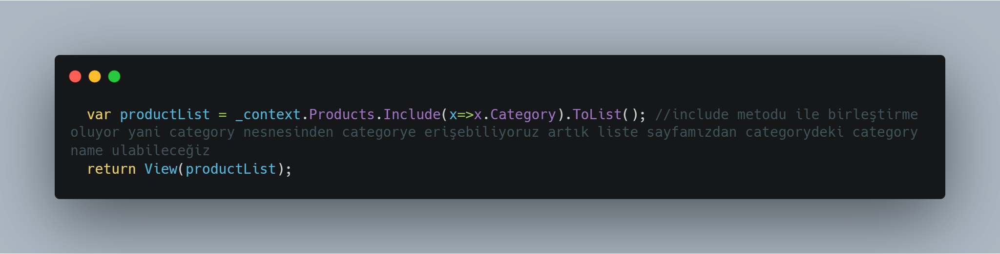 var productList = _context.Products.Include(x=>x.Category).ToList(); //include metodu ile birleştirme
oluyor yani category nesnesinden categorye erişebiliyoruz artık liste sayfamızdan categorydeki category
name ulabileceğiz
return View(productList);